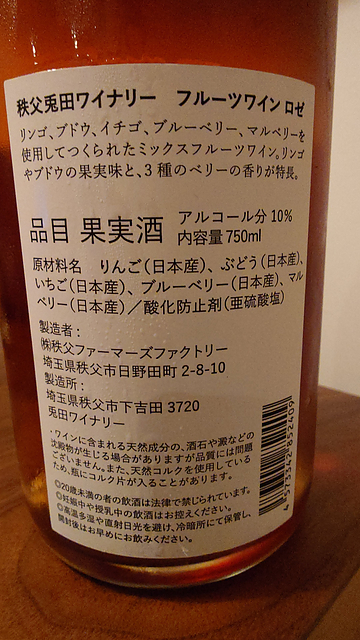 秩父兎田ワイナリー　フルーツワイン ロゼ
リンゴ、ブドウ、イチゴ、ブルーベリー、マルベリーを
使用してつくられたミックスフルーツワイン。リンゴ
やブドウの果実味と、3種のベリーの香りが特長。
品目 果実酒
アルコール分 10%
内容量 750ml
原材料名　りんご（日本産）、ぶどう（日本産）、
いちご（日本産）、ブルーベリー（日本産）、マル
ベリー（日本産）／酸化防止剤（亜硫酸塩）
製造者：
㈱秩父ファーマーズファクトリー
埼玉県秩父市日野田町 2-8-10
製造所：
埼玉県秩父市下吉田 3720
兎田ワイナリー
・ワインに含まれる天然成分の、酒石や澱などの
沈殿物が生じる場合がありますが品質には問題
ございません。また、天然コルクを使用している
ため、瓶にコルク片が入ることがあります。
◎20歳未満の者の飲酒は法律で禁じられています。
◎妊娠中や授乳中の飲酒はお控えください。
◎高温多湿や直射日光を避け、冷暗所にて保管し、
開封後はお早めにお飲みください。
4 573342 852409